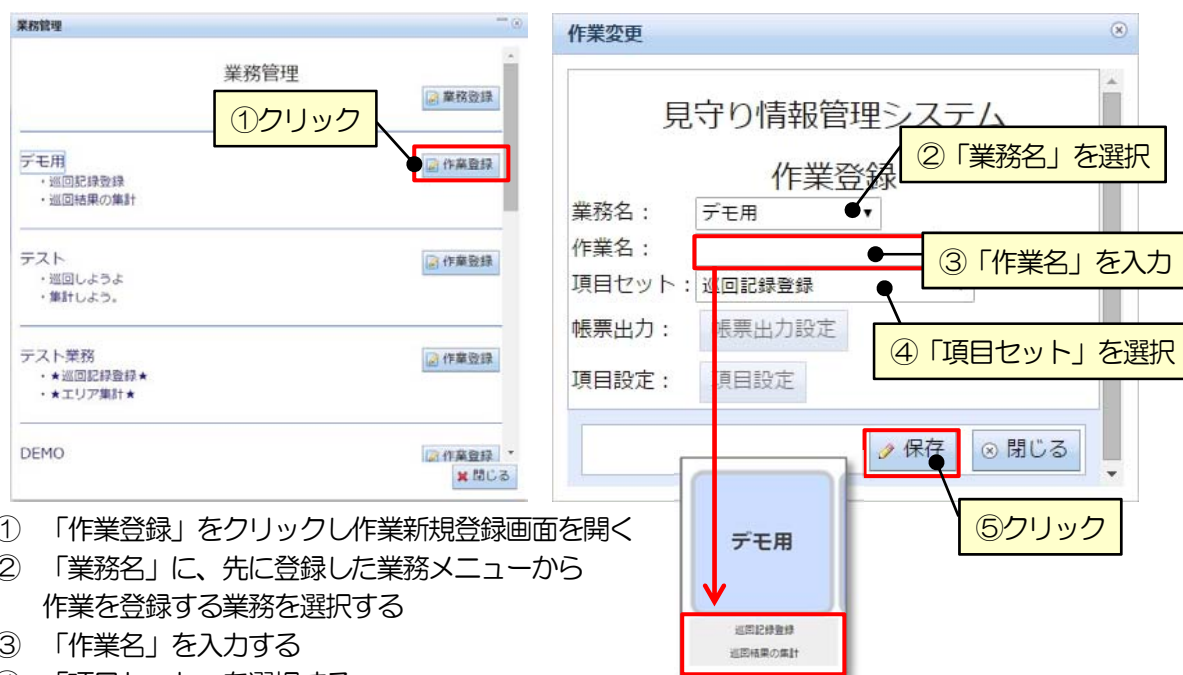 業務管理
業務管理
業務登録
①クリック
デモ用
作業登録
・巡回記録登録
・巡回結果の集計
テスト
作業登録
・巡回しようよ
・集計しよう。
テスト業務
作業登録
・★巡回記録登録★
・★エリア集計★
DEMO
作業登録
閉じる
作業変更
見守り情報管理システム
作業登録
②「業務名」を選択
業務名：
デモ用
作業名：
③「作業名」を入力
項目セット：
巡回記録登録
帳票出力：
帳票出力設定
④「項目セット」を選択
項目設定：
項目設定
保存
閉じる
⑤クリック
デモ用
巡回記録登録
巡回結果の集計
① 「作業登録」をクリックし作業新規登録画面を開く
② 「業務名」に、先に登録した業務メニューから
作業を登録する業務を選択する
③ 「作業名」を入力する
④ 「項目セット」を選択する